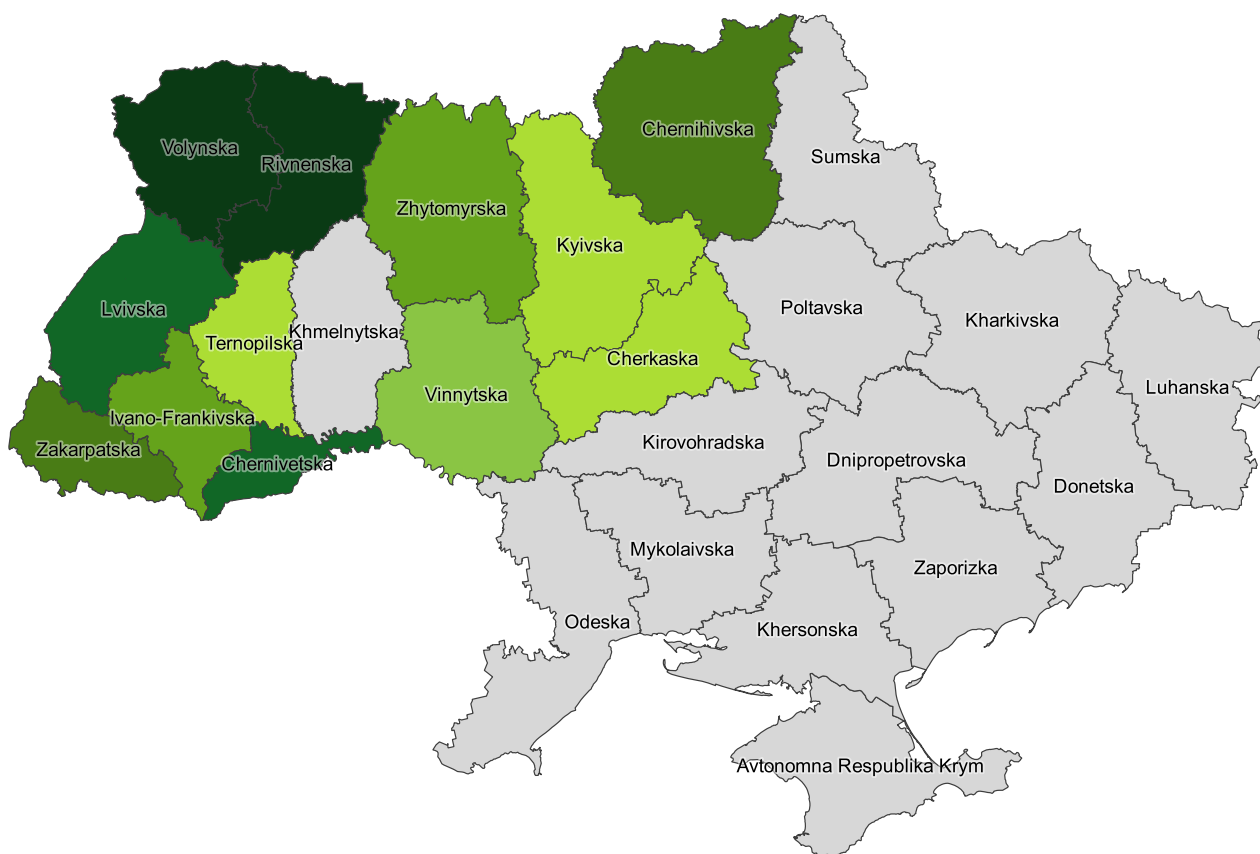 Chernihivska
Volynska
Rivnenska
Sumska
Zhytomyrska
Kyivska
Lvivska
Poltavska
Kharkivska
Khmelnytska
Ternopilska
Cherkaska
Luhanska
Vinnytska
Ivano-Frankivska
Kirovohradska
Zakarpatska
Chernivetska
Dnipropetrovska
Donetska
Mykolaivska
Zaporizka
Odeska
Khersonska
Avtonomna Respublika Krym